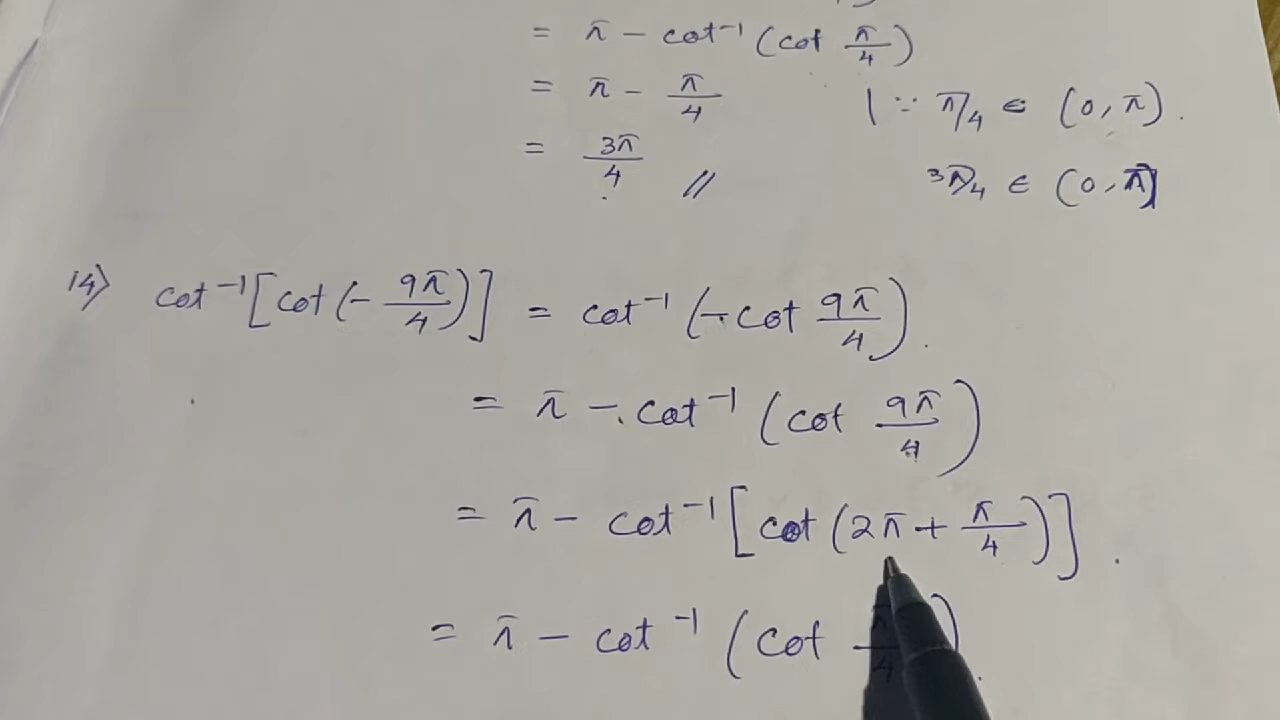 = π − cot⁻¹ (cot π/4)
= π − π/4 | ∵ π/4 ∈ (0, π).
= 3π/4 // 3π/4 ∈ (0, π)
14) cot⁻¹[cot(− 9π/4)] = cot⁻¹ (−cot 9π/4).
= π − cot⁻¹ (cot 9π/4)
= π − cot⁻¹ [cot (2π + π/4)].
= π − cot⁻¹ (cot π/4).